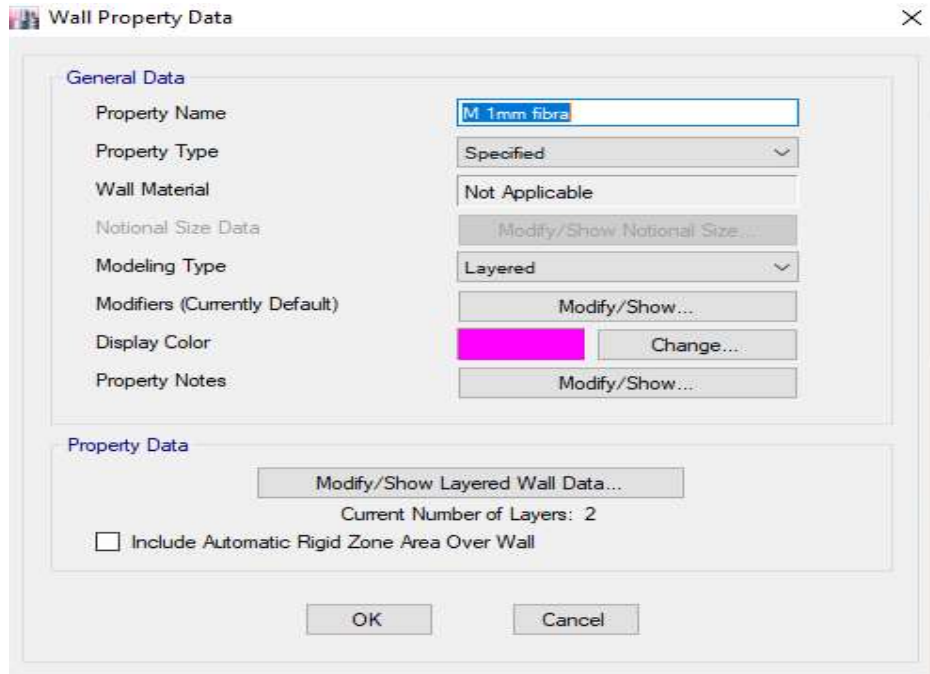 Wall Property Data
General Data
Property Name M 1mm fibra
Property Type Specified
Wall Material Not Applicable
Notional Size Data Modify/Show Notional Size...
Modeling Type Layered
Modifiers (Currently Default) Modify/Show...
Display Color Change...
Property Notes Modify/Show...
Property Data
Modify/Show Layered Wall Data...
Current Number of Layers: 2
Include Automatic Rigid Zone Area Over Wall
OK Cancel